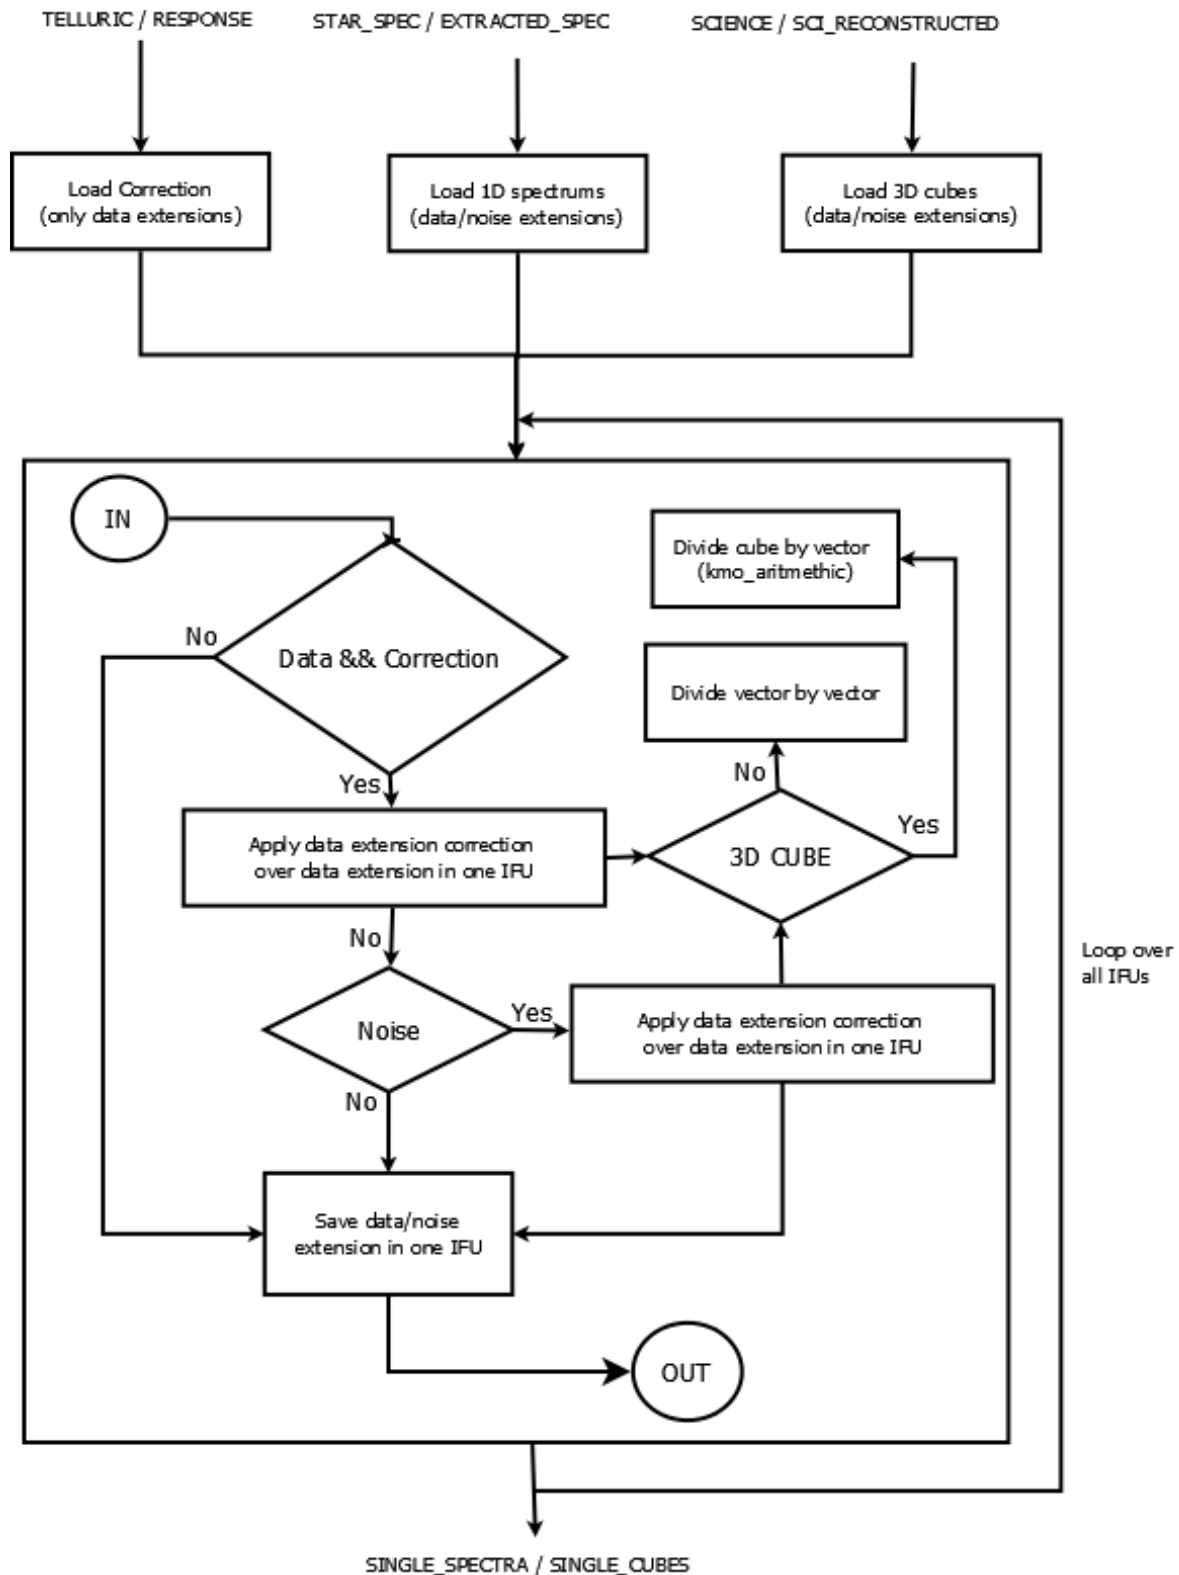 TELLURIC / RESPONSE
STAR_SPEC / EXTRACTED_SPEC
SCIENCE / SCI_RECONSTRUCTED
Load Correction
(only data extensions)
Load 1D spectrums
(data/noise extensions)
Load 3D cubes
(data/noise extensions)
IN
Divide cube by vector
(kmo_aritmethic)
No
Data && Correction
Divide vector by vector
Yes
No
Yes
Apply data extension correction
over data extension in one IFU
3D CUBE
No
Loop over
all IFUs
Noise
Yes
Apply data extension correction
over data extension in one IFU
No
Save data/noise
extension in one IFU
OUT
SINGLE_SPECTRA / SINGLE_CUBES